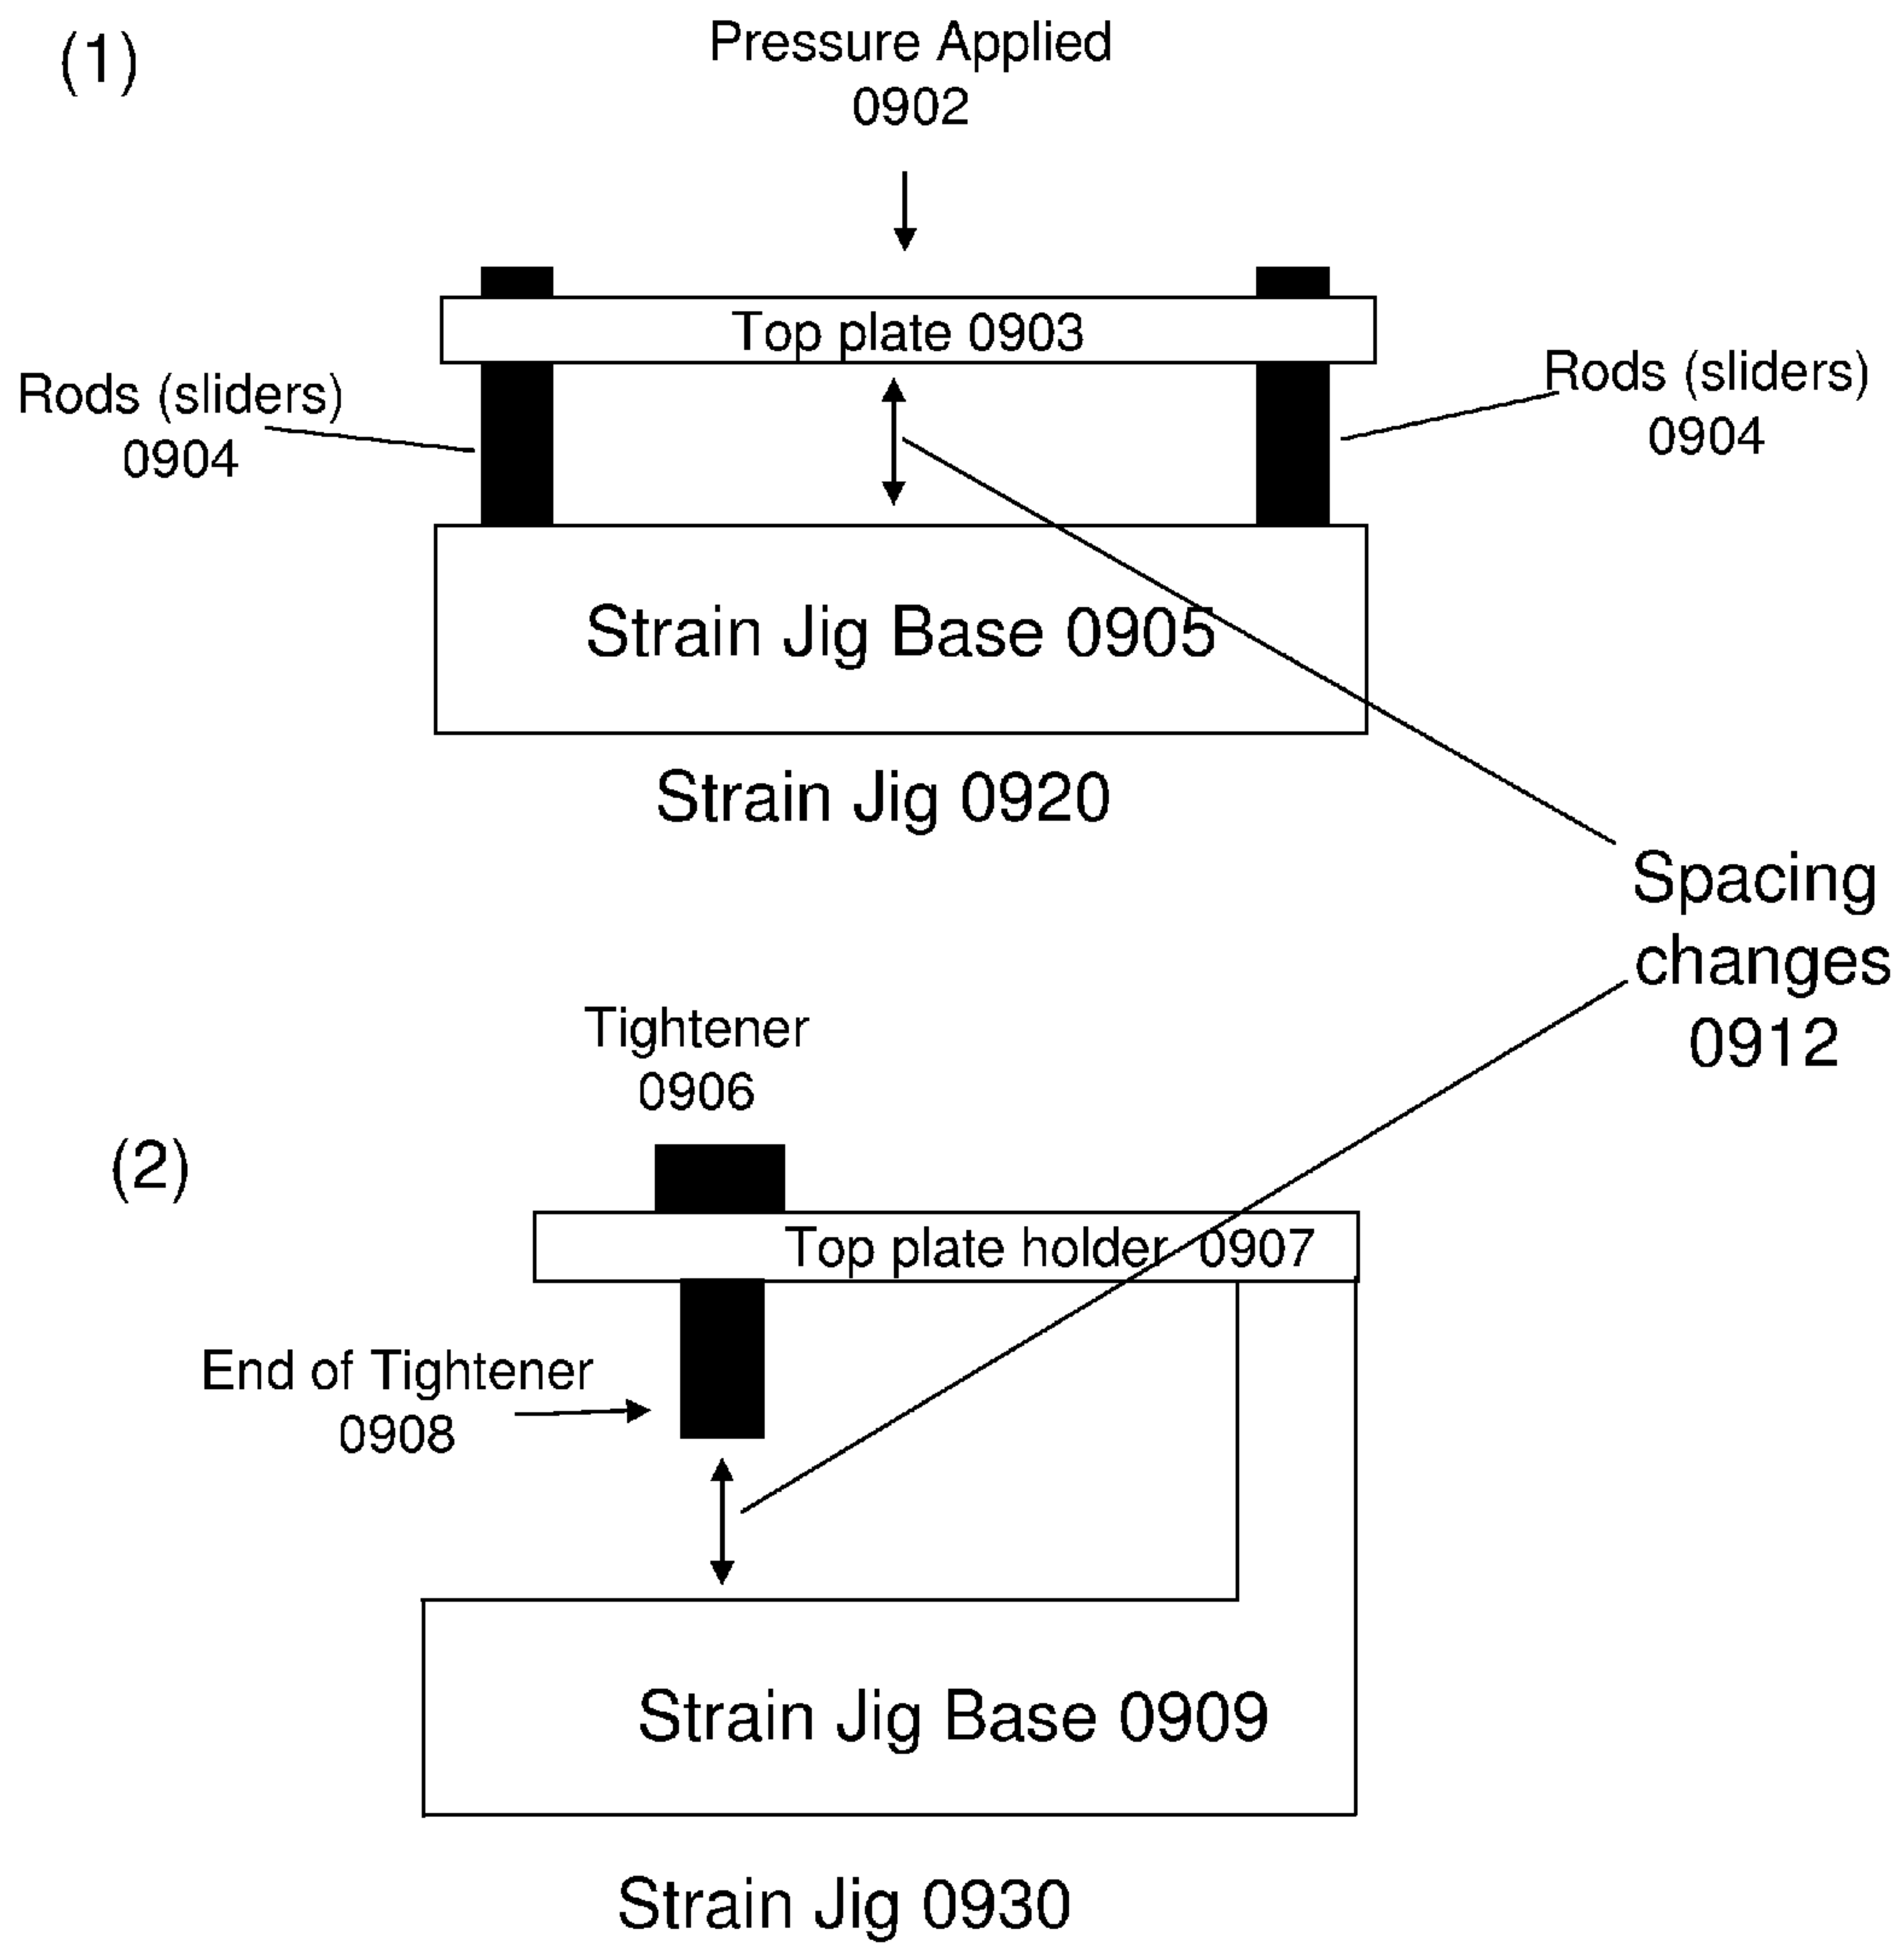 (1)
Pressure Applied
0902
Top plate 0903
Rods (sliders)
0904
Rods (sliders)
0904
Strain Jig Base 0905
Strain Jig 0920
Spacing
changes
0912
Tightener
0906
(2)
Top plate holder 0907
End of Tightener
0908
Strain Jig Base 0909
Strain Jig 0930